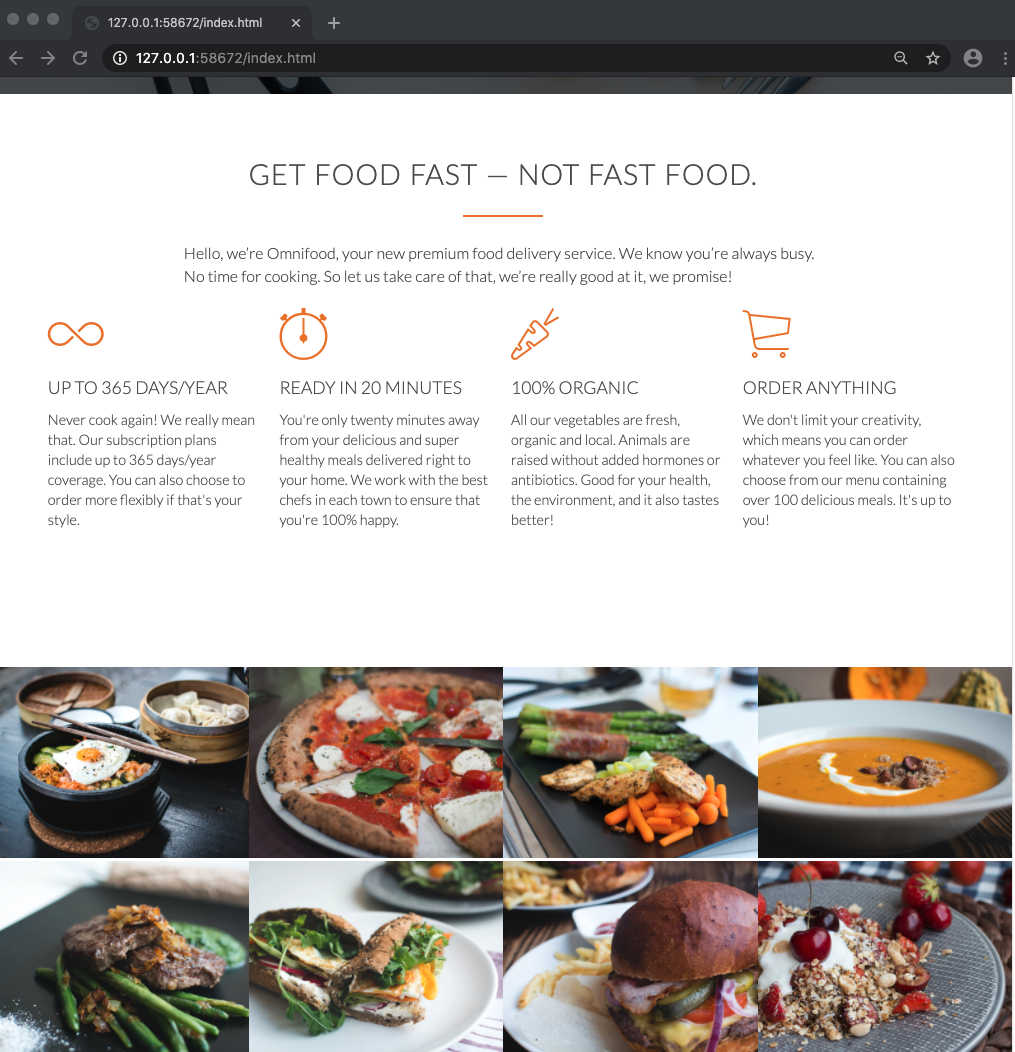 127.0.0.1:58672/index.html
127.0.0.1:58672/index.html
GET FOOD FAST — NOT FAST FOOD.
Hello, we’re Omnifood, your new premium food delivery service. We know you’re always busy.
No time for cooking. So let us take care of that, we’re really good at it, we promise!
UP TO 365 DAYS/YEAR
Never cook again! We really mean
that. Our subscription plans
include up to 365 days/year
coverage. You can also choose to
order more flexibly if that's your
style.
READY IN 20 MINUTES
You're only twenty minutes away
from your delicious and super
healthy meals delivered right to
your home. We work with the best
chefs in each town to ensure that
you're 100% happy.
100% ORGANIC
All our vegetables are fresh,
organic and local. Animals are
raised without added hormones or
antibiotics. Good for your health,
the environment, and it also tastes
better!
ORDER ANYTHING
We don't limit your creativity,
which means you can order
whatever you feel like. You can also
choose from our menu containing
over 100 delicious meals. It's up to
you!